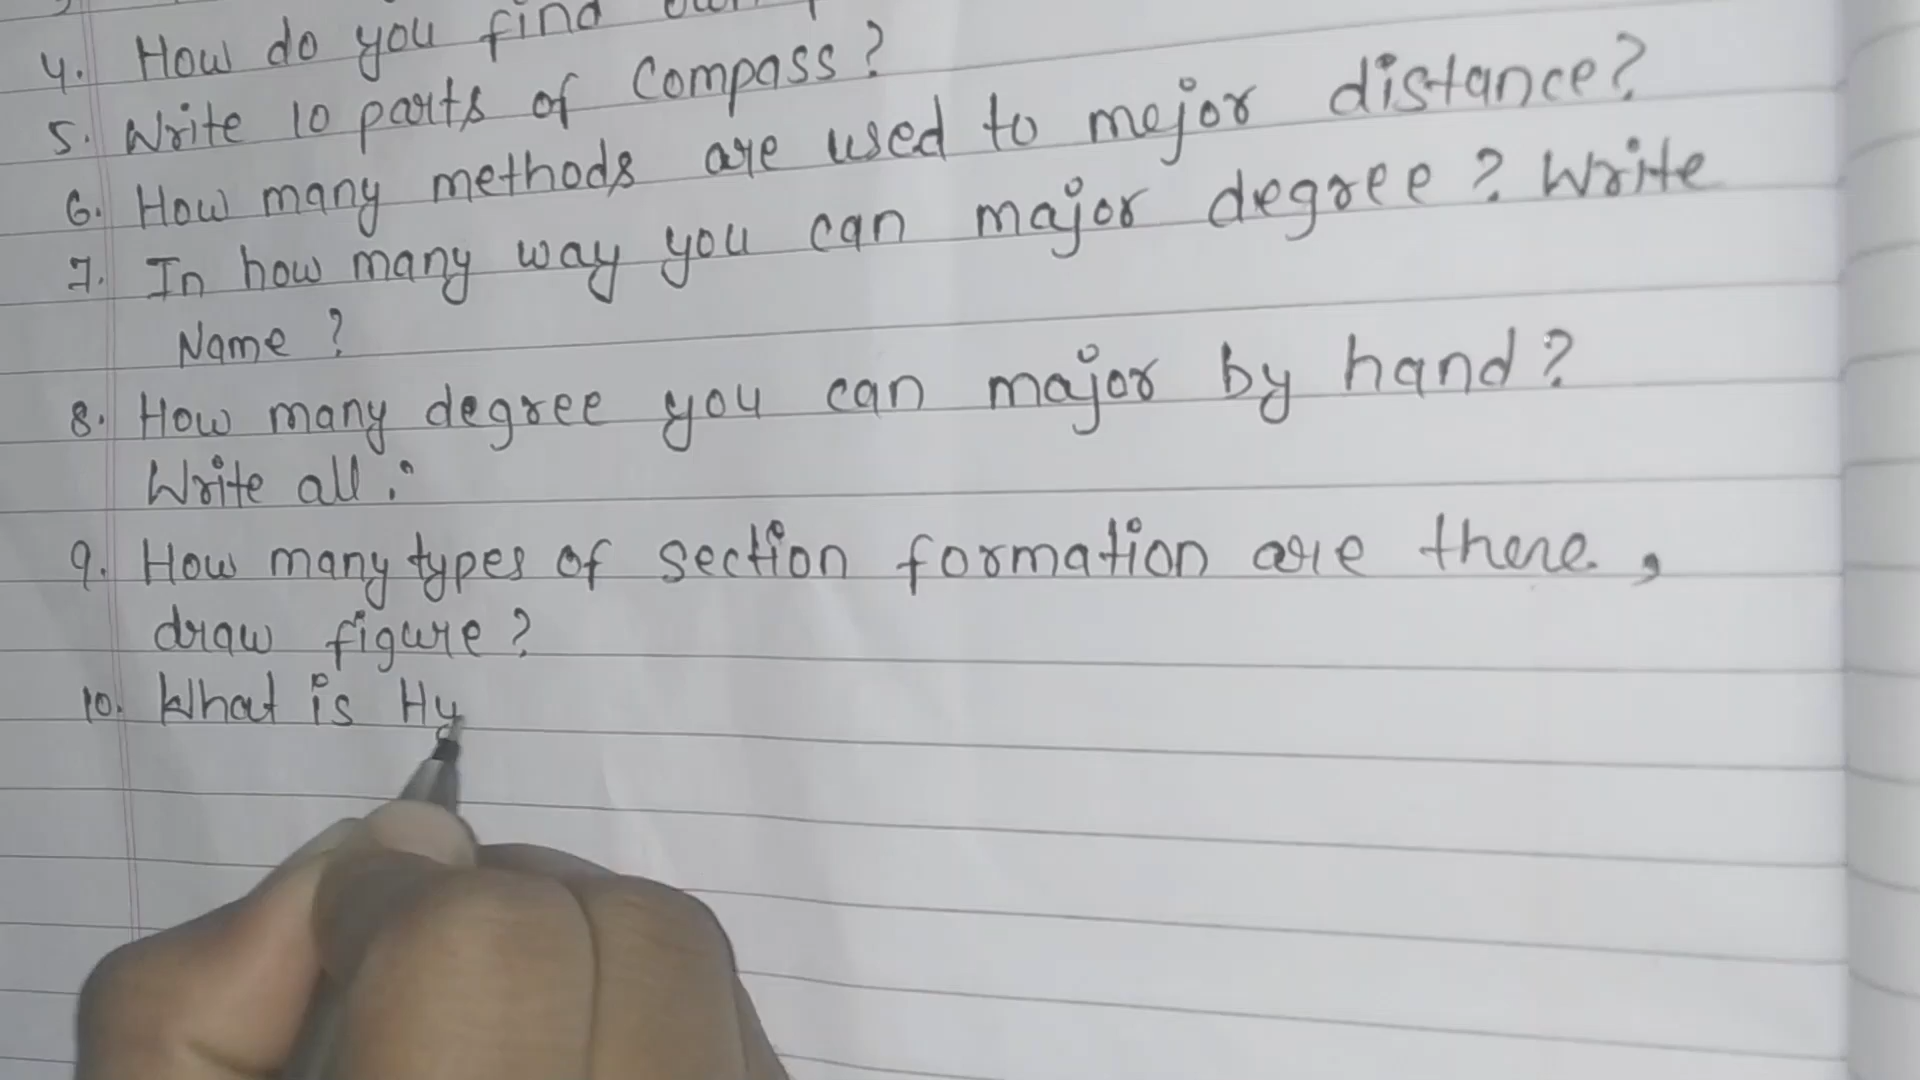 4. How do you find
5. Write 10 parts of Compass?
6. How many methods are used to mejor distance?
7. In how many way you can major degree? Write
Name?
8. How many degree you can major by hand?
Write all:
9. How many types of section formation are there,
draw figure?
10. What is Hy